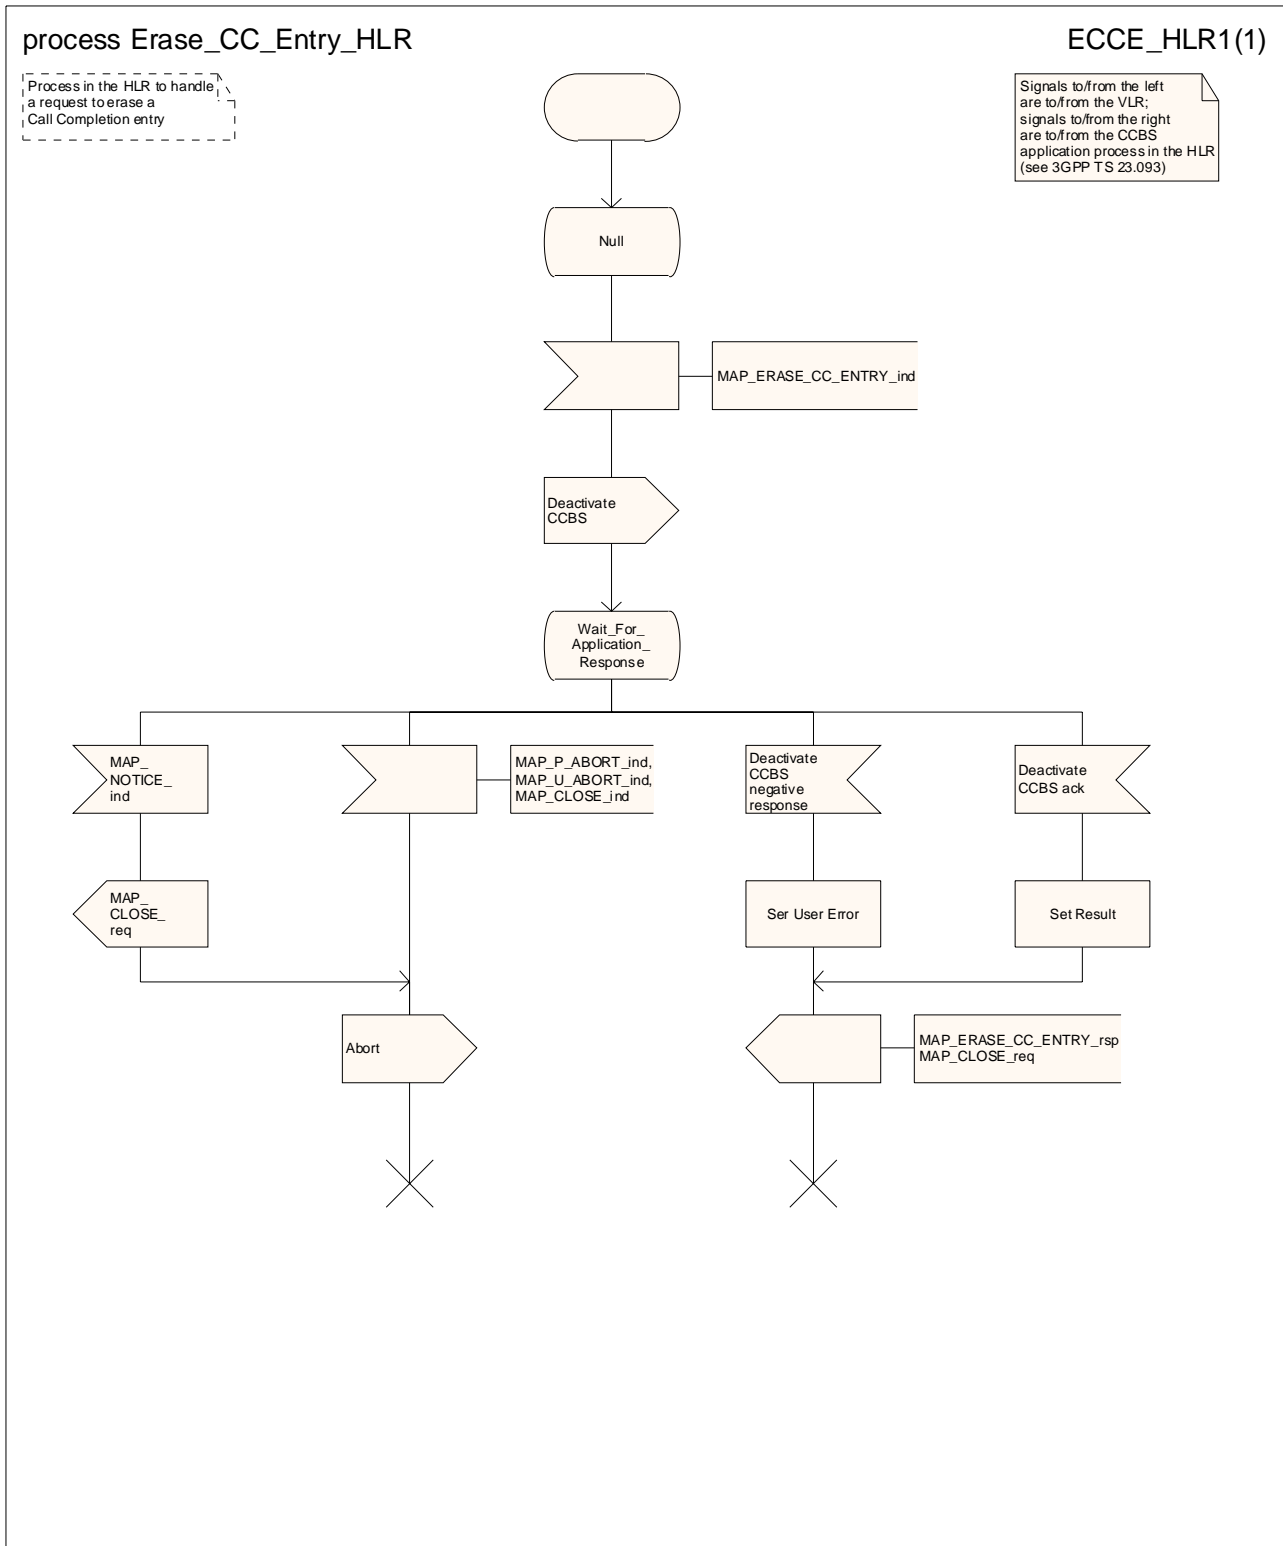 process Erase_CC_Entry_HLR
ECCE_HLR1(1)
Process in the HLR to handle
a request to erase a
Call Completion entry
Signals to/from the left
are to/from the VLR;
signals to/from the right
are to/from the CCBS
application process in the HLR
(see 3GPP TS 23.093)
Null
MAP_ERASE_CC_ENTRY_ind
Deactivate
CCBS
Wait_For_
Application_
Response
MAP_
NOTICE_
ind
MAP_P_ABORT_ind,
MAP_U_ABORT_ind,
MAP_CLOSE_ind
Deactivate
CCBS
negative
response
Deactivate
CCBS ack
MAP_
CLOSE_
req
Ser User Error
Set Result
Abort
MAP_ERASE_CC_ENTRY_rsp
MAP_CLOSE_req